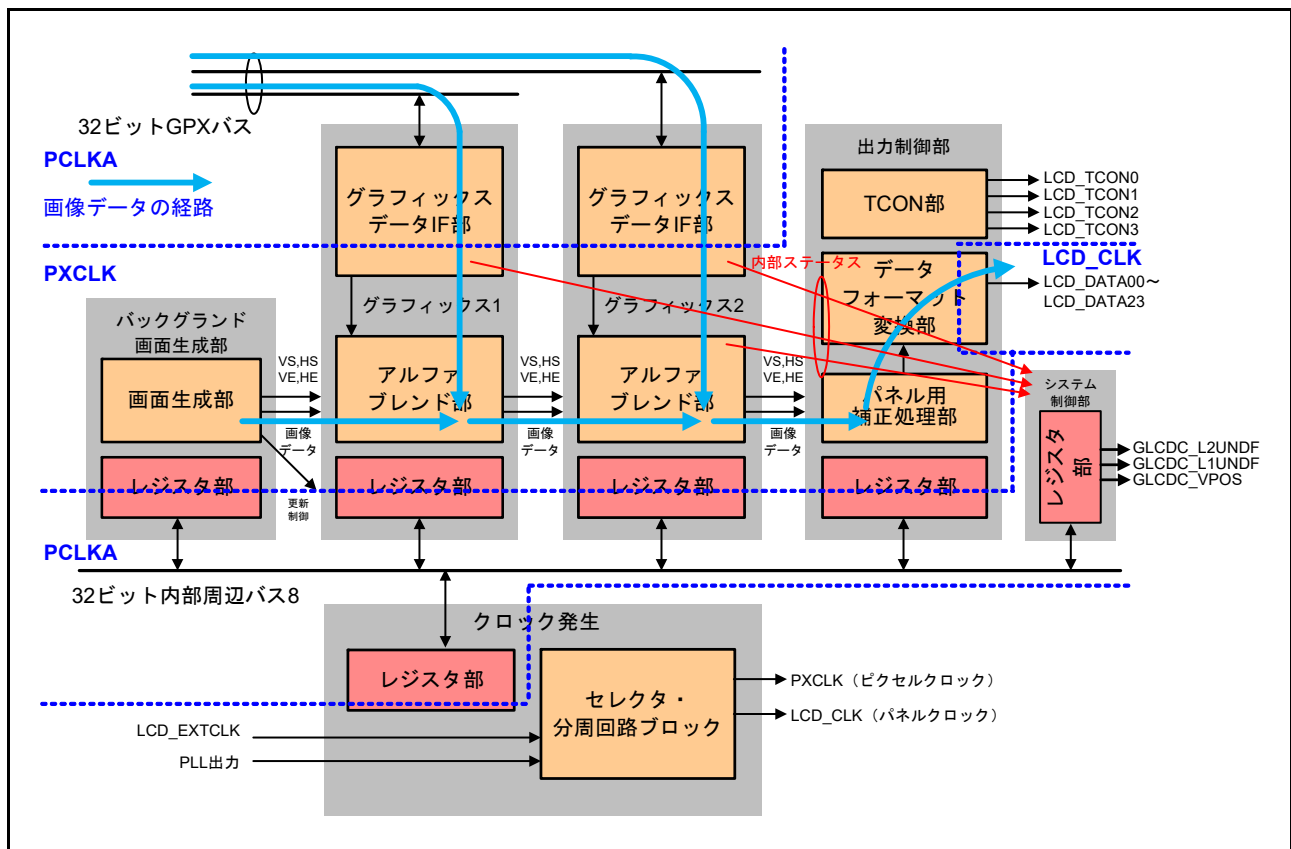 32ビットGPXバス
PCLKA
画像データの経路
PXCLK
グラフィックス
データIF部
グラフィックス
データIF部
出力制御部
TCON部
LCD_TCON0
LCD_TCON1
LCD_TCON2
LCD_TCON3
内部ステータス
データ
フォーマット
変換部
LCD_CLK
LCD_DATA00～
LCD_DATA23
バックグランド
画面生成部
グラフィックス1
グラフィックス2
画面生成部
VS,HS
VE,HE
画像
データ
アルファ
ブレンド部
VS,HS
VE,HE
画像
データ
アルファ
ブレンド部
VS,HS
VE,HE
画像
データ
パネル用
補正処理部
システム
制御部
レジスタ部
GLCDC_L2UNDF
GLCDC_L1UNDF
GLCDC_VPOS
レジスタ部
更新
制御
レジスタ部
レジスタ部
レジスタ部
PCLKA
32ビット内部周辺バス8
クロック発生
レジスタ部
セレクタ・
分周回路ブロック
PXCLK（ピクセルクロック）
LCD_CLK（パネルクロック）
LCD_EXTCLK
PLL出力